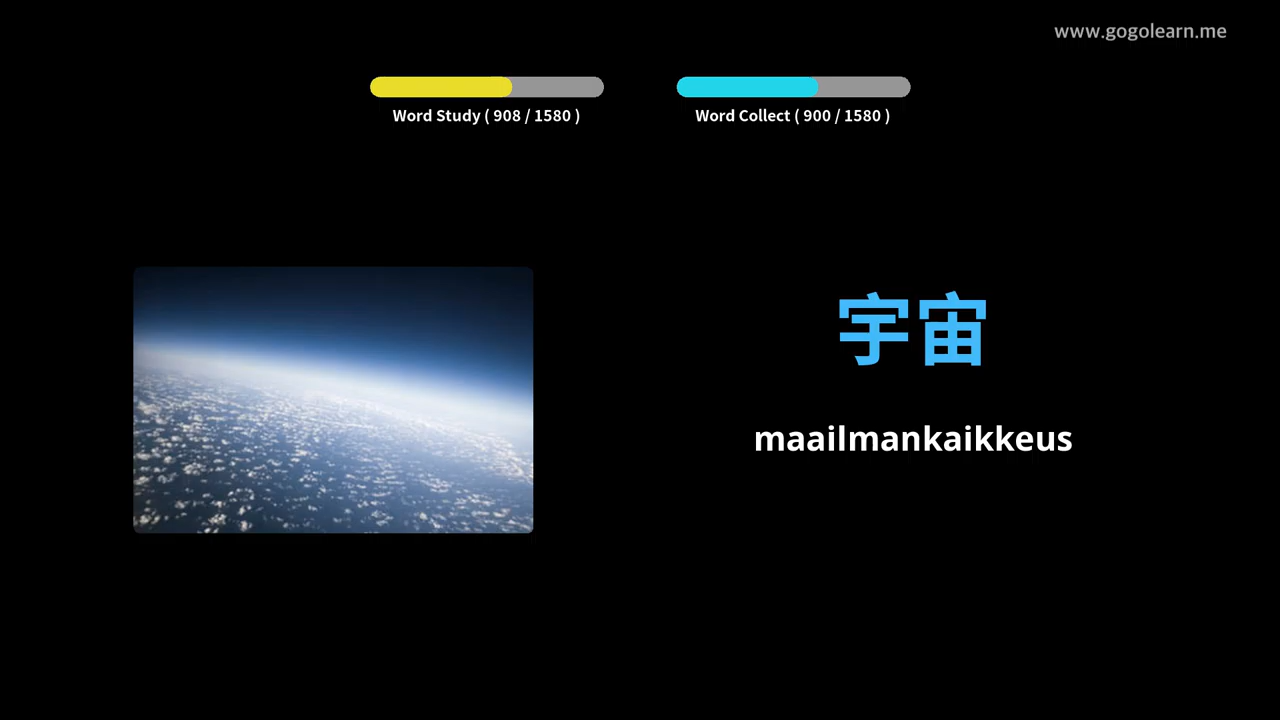 www.gogolearn.me
Word Study ( 908 / 1580 )
Word Collect ( 900 / 1580 )
宇宙
maailmankaikkeus